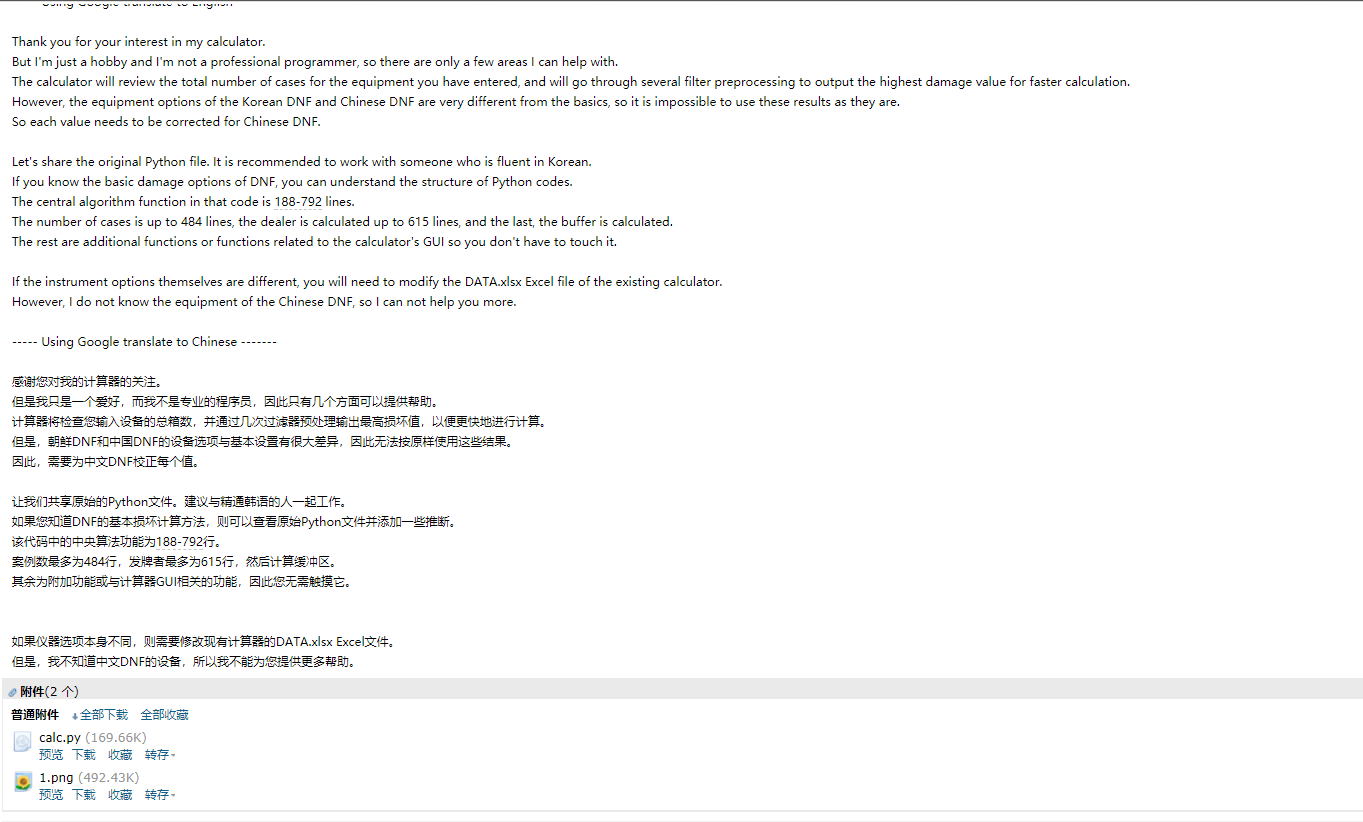 Using Google translate to English
Thank you for your interest in my calculator.
But I'm just a hobby and I'm not a professional programmer, so there are only a few areas I can help with.
The calculator will review the total number of cases for the equipment you have entered, and will go through several filter preprocessing to output the highest damage value for faster calculation.
However, the equipment options of the Korean DNF and Chinese DNF are very different from the basics, so it is impossible to use these results as they are.
So each value needs to be corrected for Chinese DNF.
Let's share the original Python file. It is recommended to work with someone who is fluent in Korean.
If you know the basic damage options of DNF, you can understand the structure of Python codes.
The central algorithm function in that code is 188-792 lines.
The number of cases is up to 484 lines, the dealer is calculated up to 615 lines, and the last, the buffer is calculated.
The rest are additional functions or functions related to the calculator's GUI so you don't have to touch it.
If the instrument options themselves are different, you will need to modify the DATA.xlsx Excel file of the existing calculator.
However, I do not know the equipment of the Chinese DNF, so I can not help you more.
----- Using Google translate to Chinese -------
感谢您对我的计算器的关注。
但是我只是一个爱好，而我不是专业的程序员，因此只有几个方面可以提供帮助。
计算器将检查您输入设备的总箱数，并通过几次过滤器预处理输出最高损坏值，以便更快地进行计算。
但是，朝鲜DNF和中国DNF的设备选项与基本设置有很大差异，因此无法按原样使用这些结果。
因此，需要为中文DNF校正每个值。
让我们共享原始的Python文件。建议与精通韩语的人一起工作。
如果您知道DNF的基本损坏计算方法，则可以查看原始Python文件并添加一些推断。
该代码中的中央算法功能为188-792行。
案例数最多为484行，发牌者最多为615行，然后计算缓冲区。
其余为附加功能或与计算器GUI相关的功能，因此您无需触摸它。
如果仪器选项本身不同，则需要修改现有计算器的DATA.xlsx Excel文件。
但是，我不知道中文DNF的设备，所以我不能为您提供更多帮助。
附件(2 个)
普通附件 全部下载 全部收藏
calc.py (169.66K)
预览 下载 收藏 转存
1.png (492.43K)
预览 下载 收藏 转存